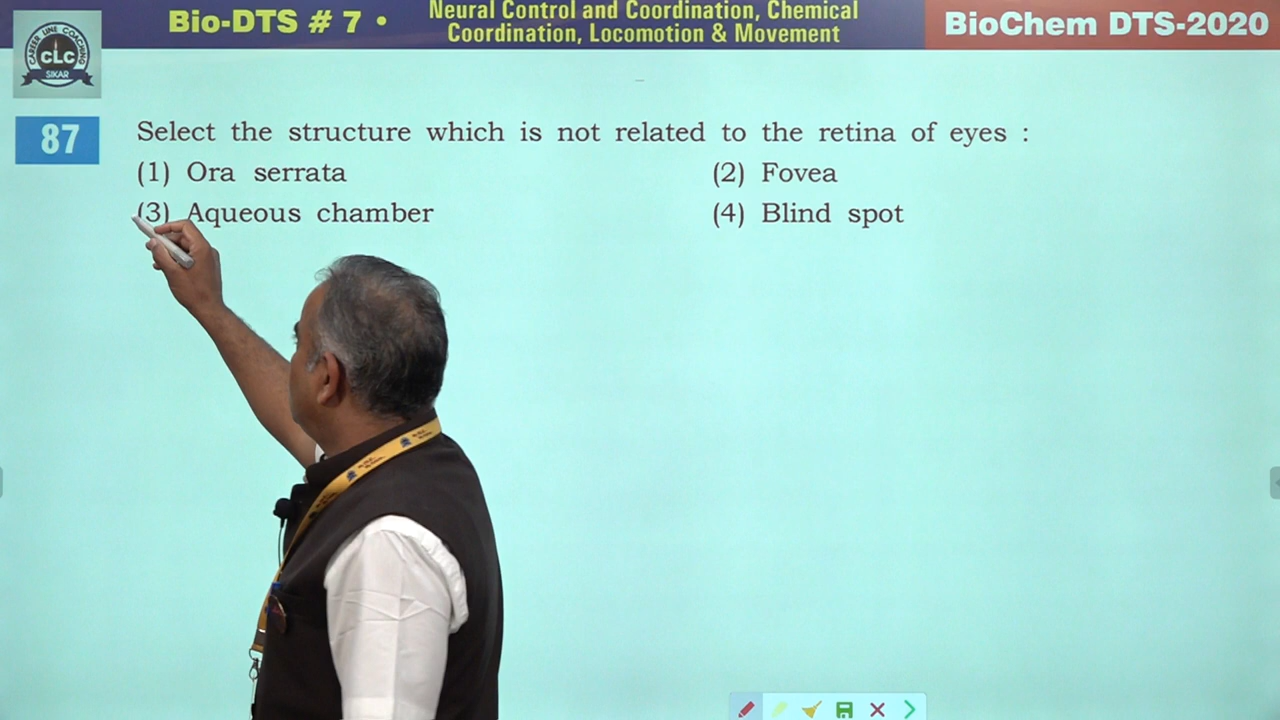 Bio-DTS # 7 •
Neural Control and Coordination, Chemical
Coordination, Locomotion & Movement
BioChem DTS-2020
CAREER LINE COACHING
CLC
SIKAR
87
Select the structure which is not related to the retina of eyes :
(1) Ora serrata
(2) Fovea
(3) Aqueous chamber
(4) Blind spot